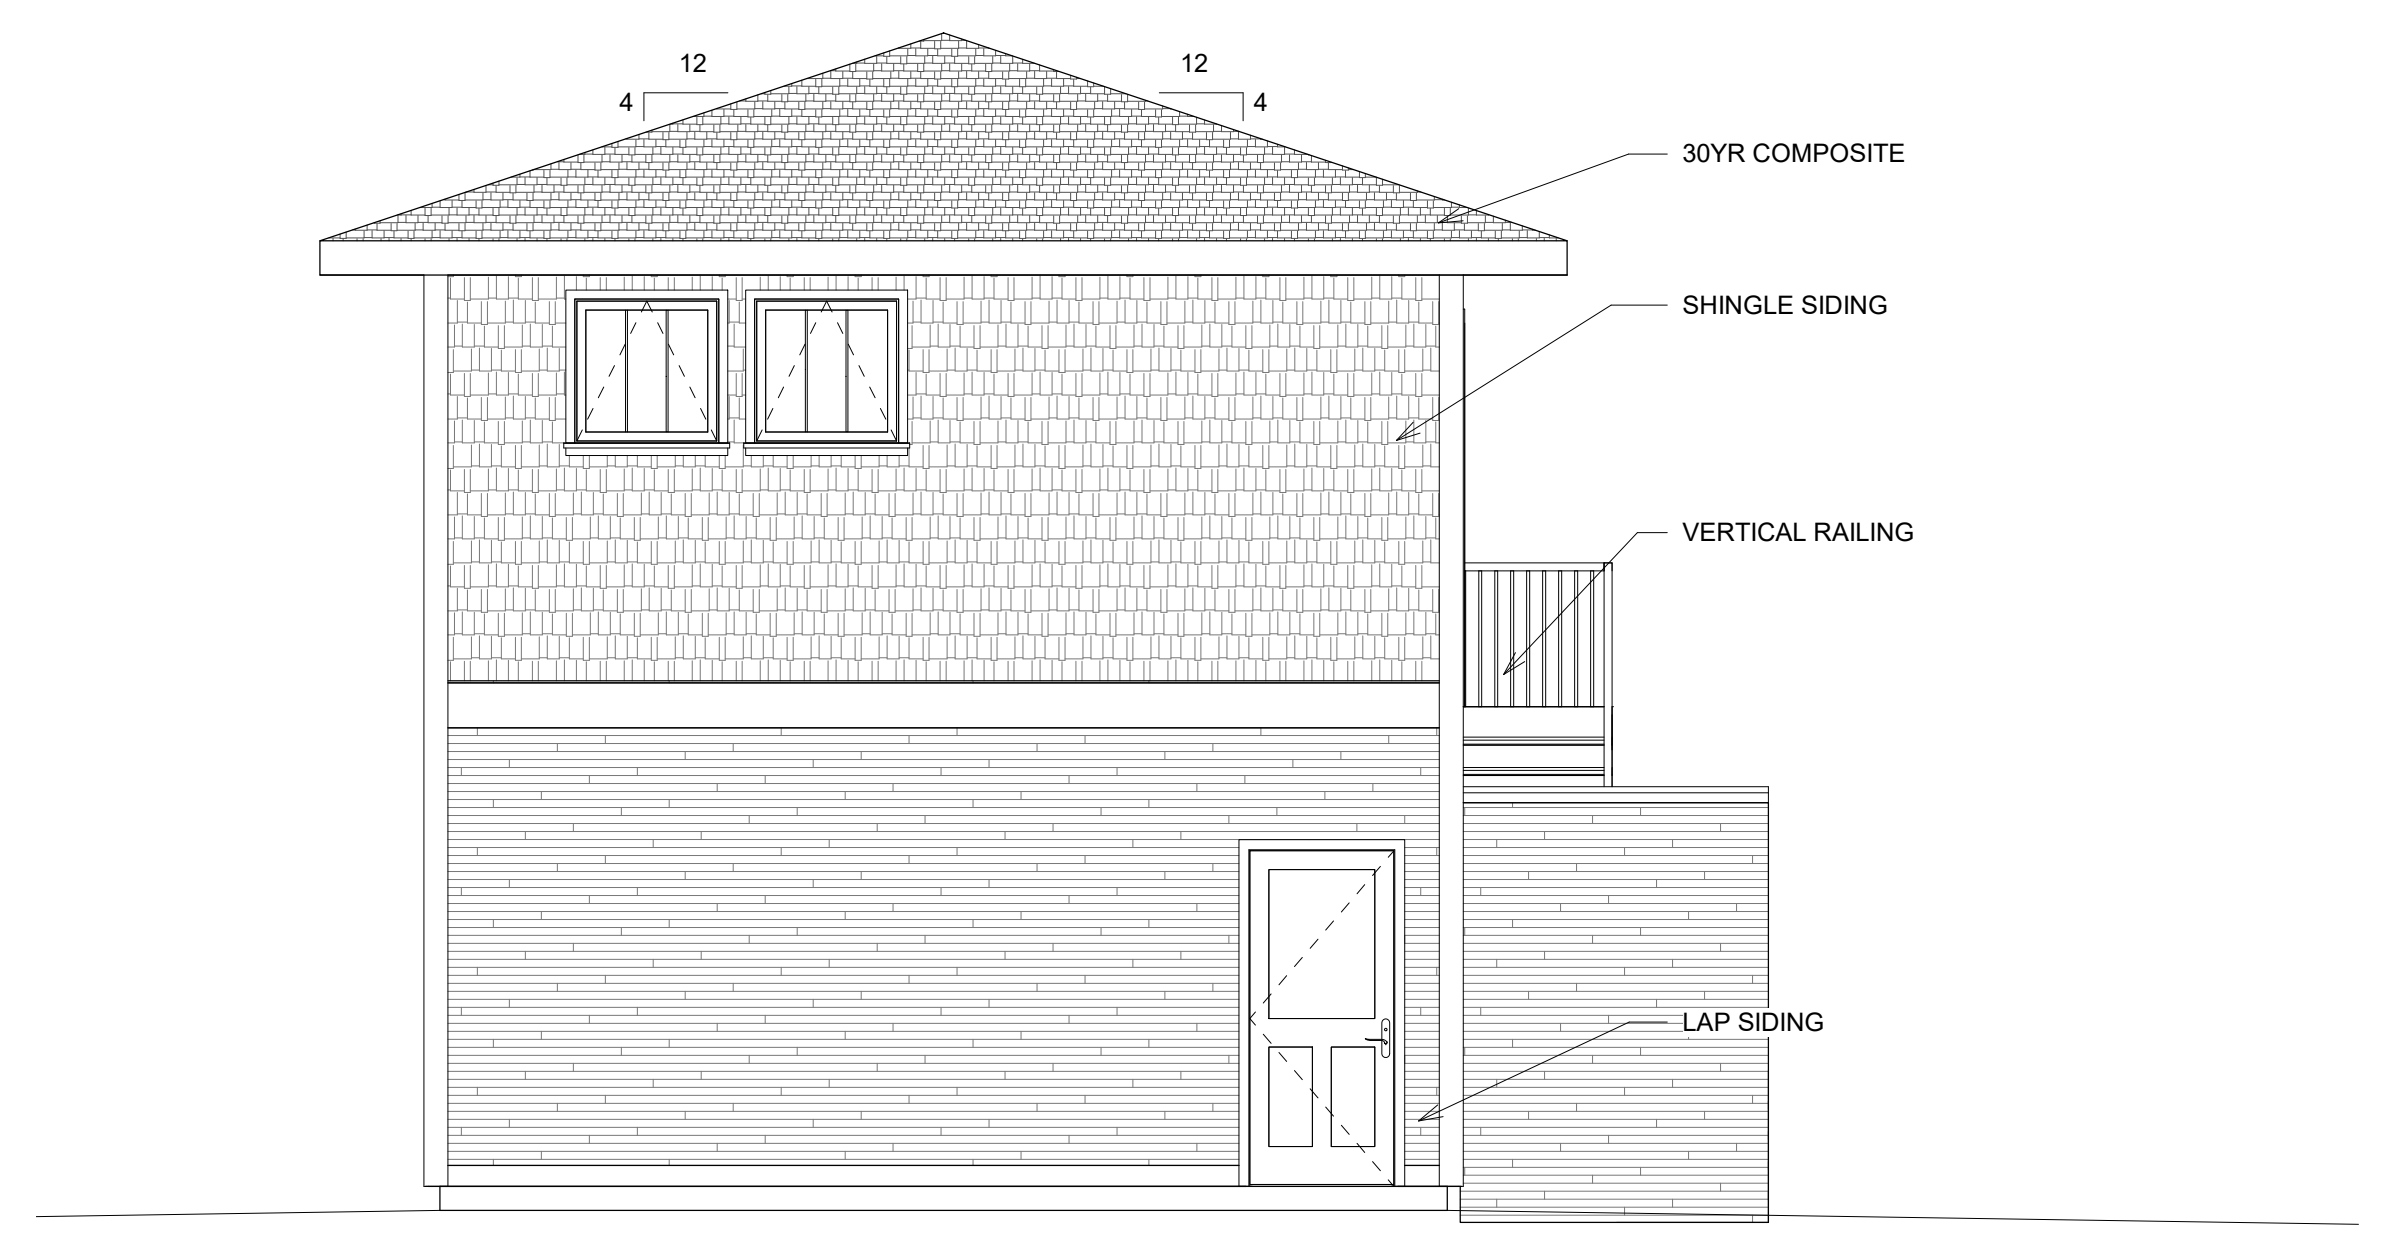 12
12
4
4
30YR COMPOSITE
SHINGLE SIDING
VERTICAL RAILING
LAP SIDING